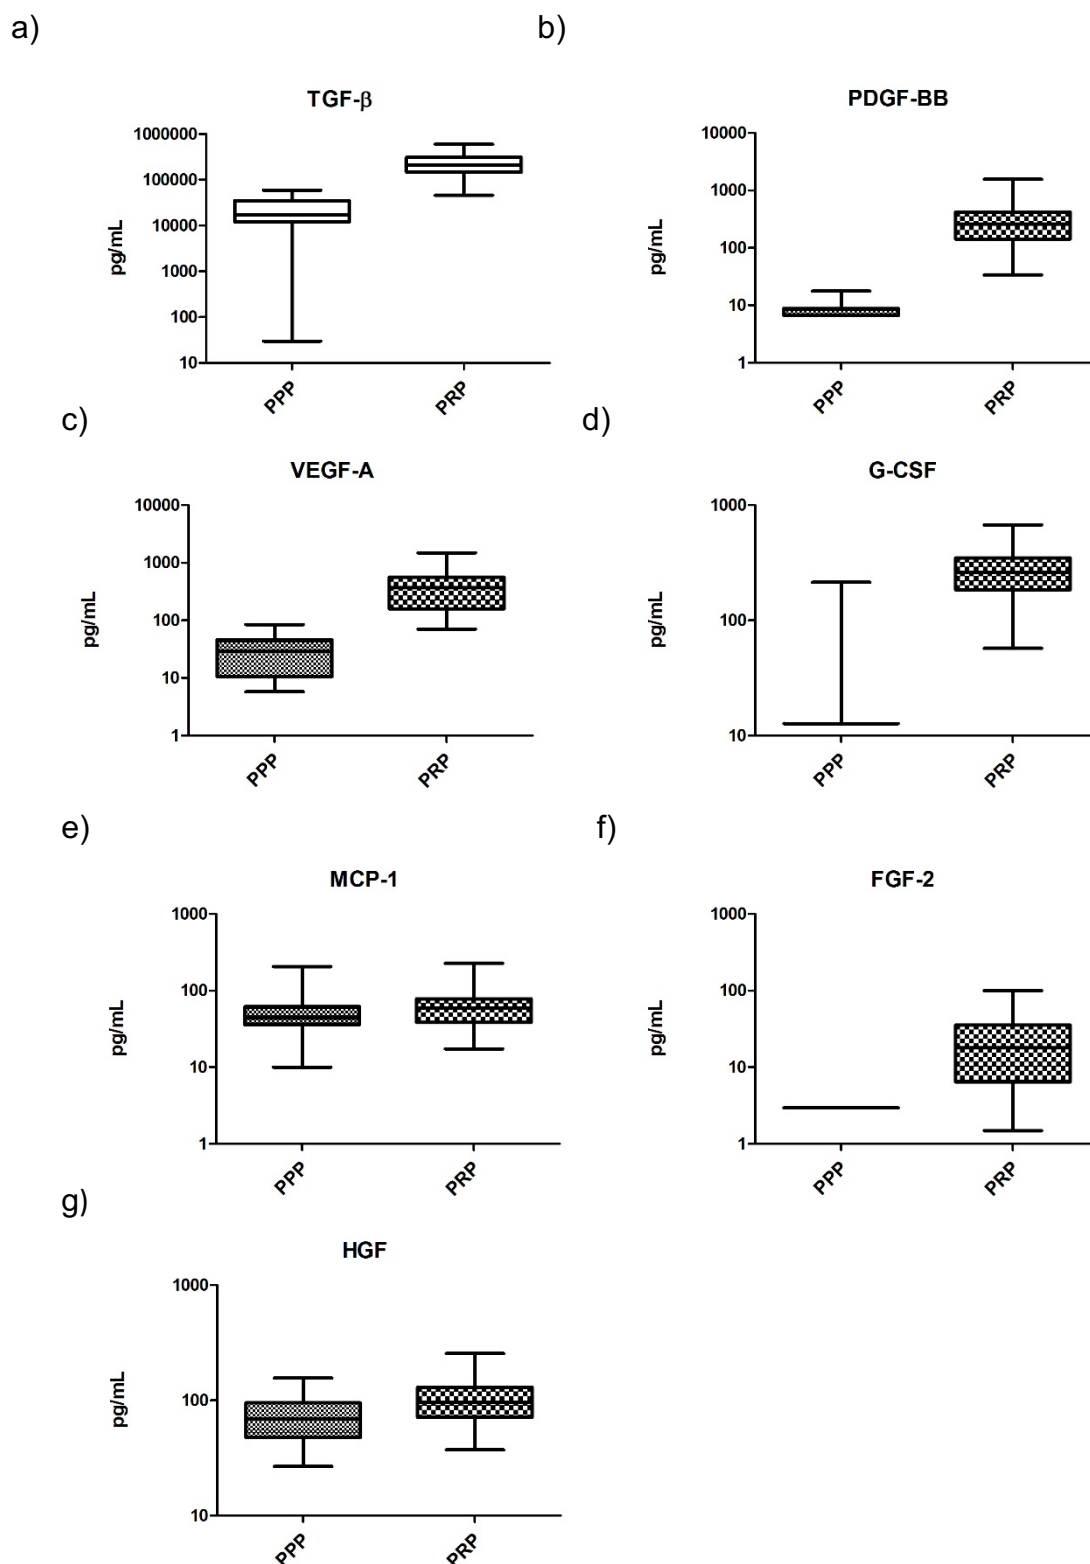 a)
b)
TGF-β
1000000
100000
10000
1000
100
10
pg/mL
PPP
PRP
PDGF-BB
10000
1000
100
10
1
pg/mL
PPP
PRP
c)
d)
VEGF-A
10000
1000
100
10
1
pg/mL
PPP
PRP
G-CSF
1000
100
10
pg/mL
PPP
PRP
e)
f)
MCP-1
1000
100
10
1
pg/mL
PPP
PRP
FGF-2
1000
100
10
1
pg/mL
PPP
PRP
g)
HGF
1000
100
10
pg/mL
PPP
PRP